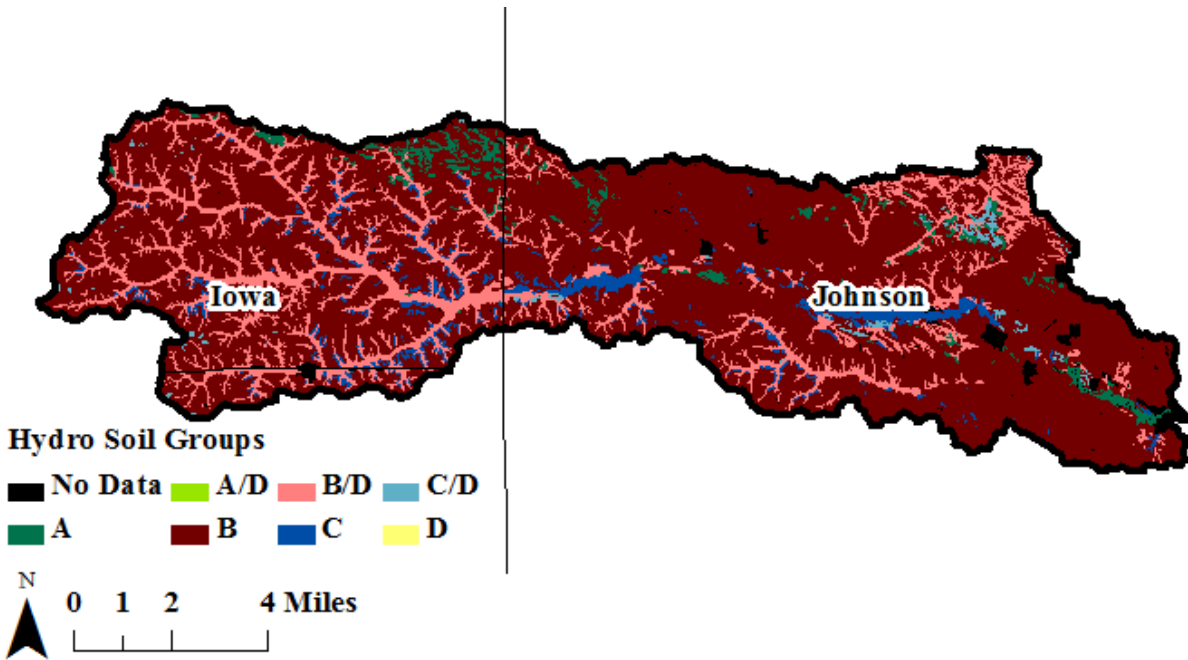 Iowa
Johnson
Hydro Soil Groups
No Data A/D B/D C/D
A B C D
N
0 1 2 4 Miles